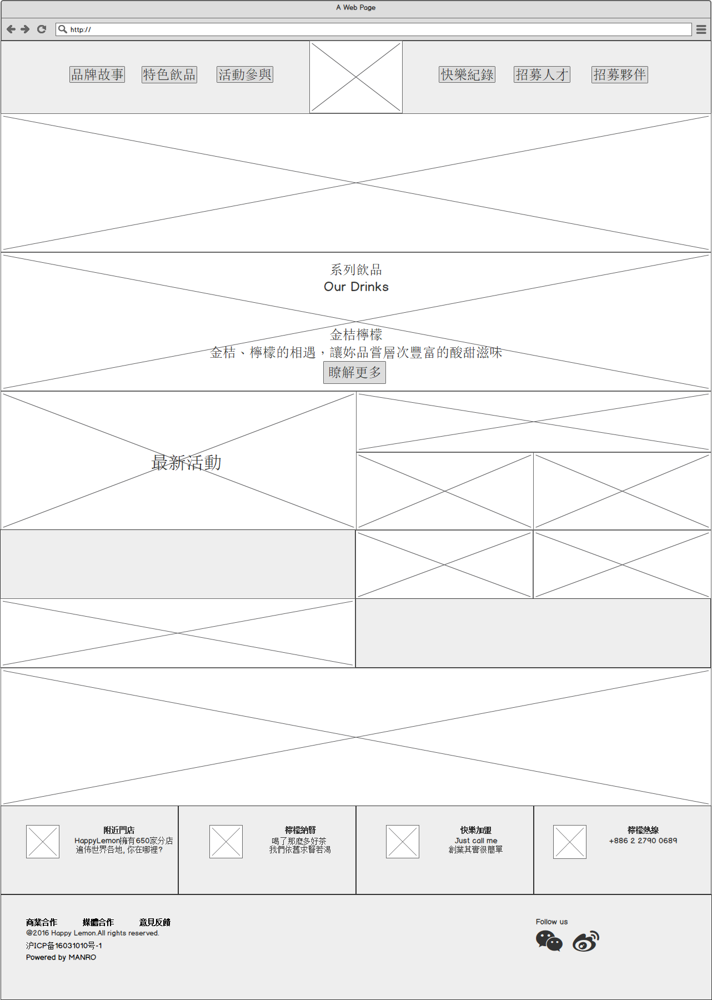 A Web Page
http://
品牌故事 特色飲品 活動參與 快樂紀錄 招募人才 招募夥伴
系列飲品
Our Drinks
金桔檸檬
金桔、檸檬的相遇，讓妳品嘗層次豐富的酸甜滋味
瞭解更多
最新活動
附近門店
HappyLemon擁有650家分店
遍佈世界各地, 你在哪裡?
檸檬納賢
喝了那麼多好茶
我們依舊求賢若渴
快樂加盟
Just call me
創業其實很簡單
檸檬熱線
+886 2 2790 0689
商業合作 媒體合作 意見反饋
@2016 Happy Lemon.All rights reserved.
沪ICP备16031010号-1
Powered by MANRO
Follow us